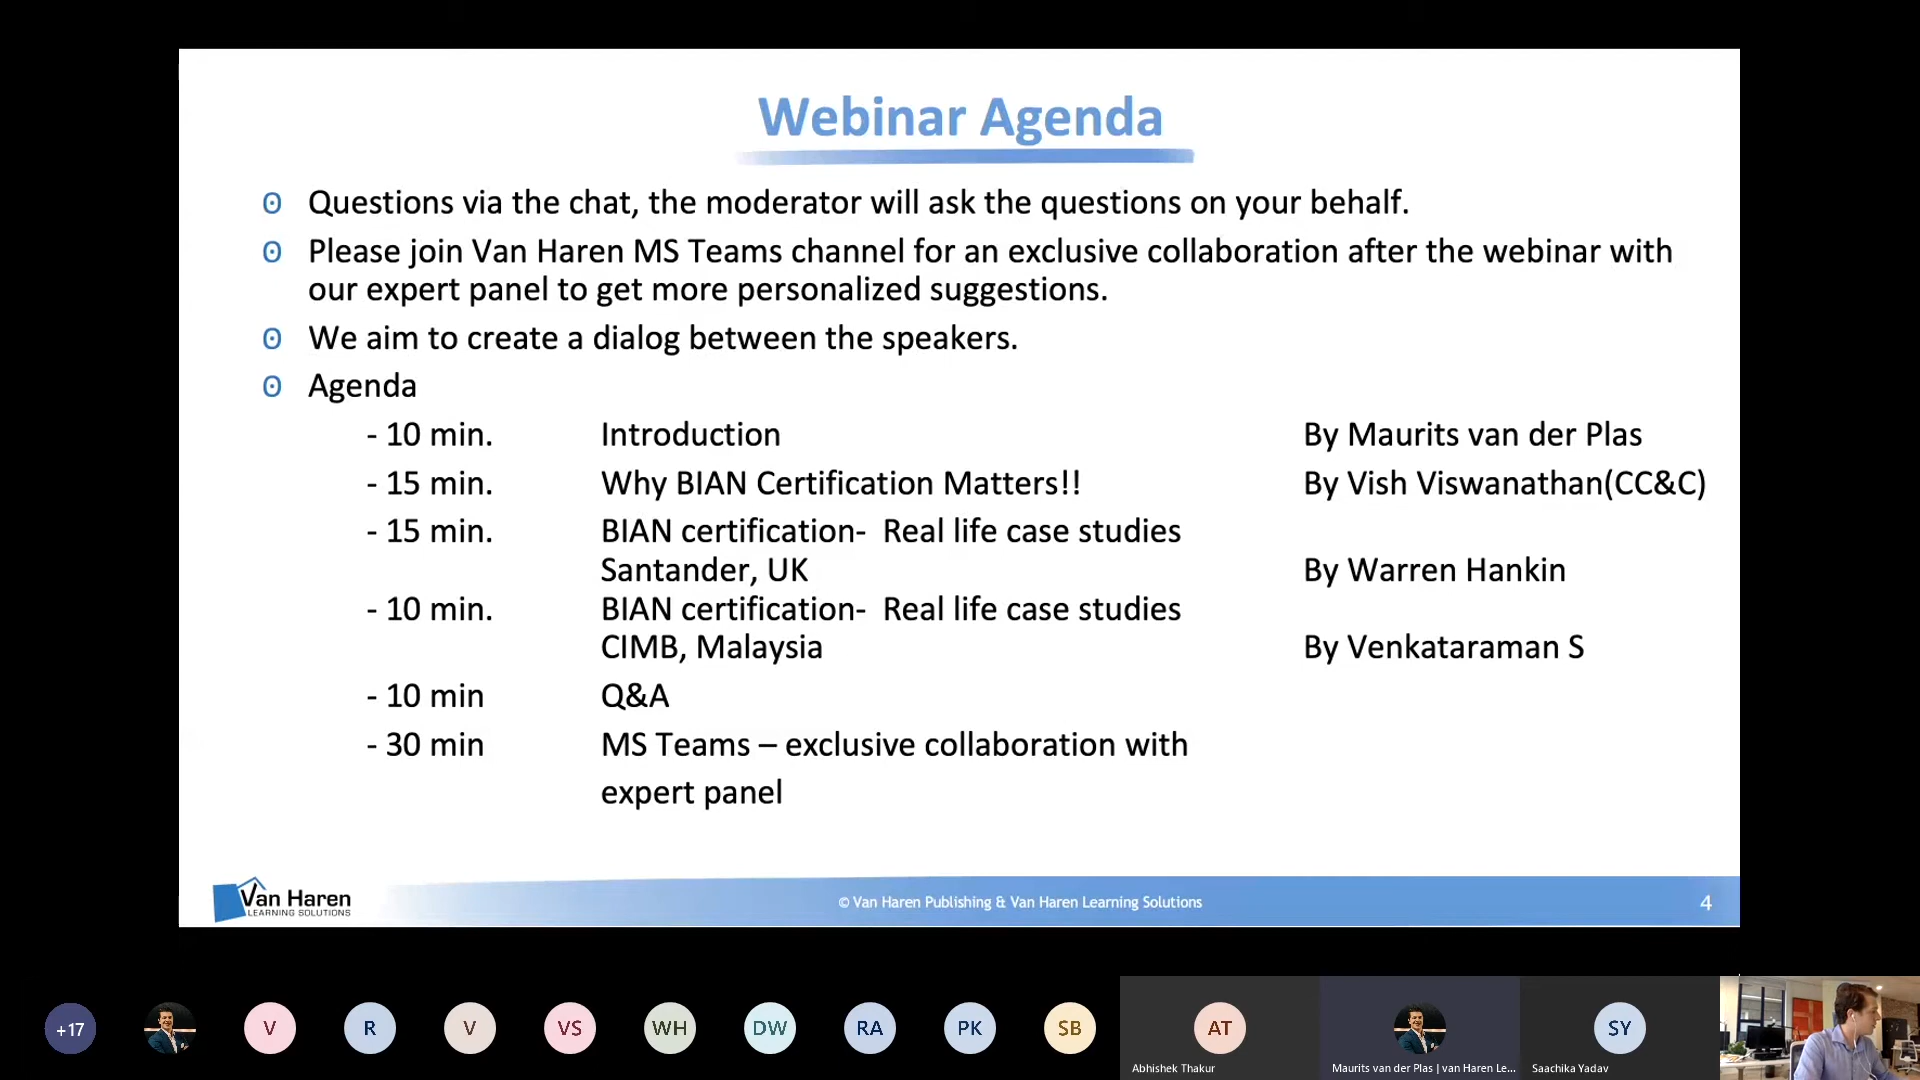 Webinar Agenda
Questions via the chat, the moderator will ask the questions on your behalf.
Please join Van Haren MS Teams channel for an exclusive collaboration after the webinar with
our expert panel to get more personalized suggestions.
We aim to create a dialog between the speakers.
Agenda
- 10 min. Introduction By Maurits van der Plas
- 15 min. Why BIAN Certification Matters!! By Vish Viswanathan(CC&C)
- 15 min. BIAN certification- Real life case studies
Santander, UK By Warren Hankin
- 10 min. BIAN certification- Real life case studies
CIMB, Malaysia By Venkataraman S
- 10 min Q&A
- 30 min MS Teams – exclusive collaboration with
expert panel
Van Haren
LEARNING SOLUTIONS
© Van Haren Publishing & Van Haren Learning Solutions
4
+17 V R V VS WH DW RA PK SB AT SY
Abhishek Thakur Maurits van der Plas | van Haren Le... Saachika Yadav